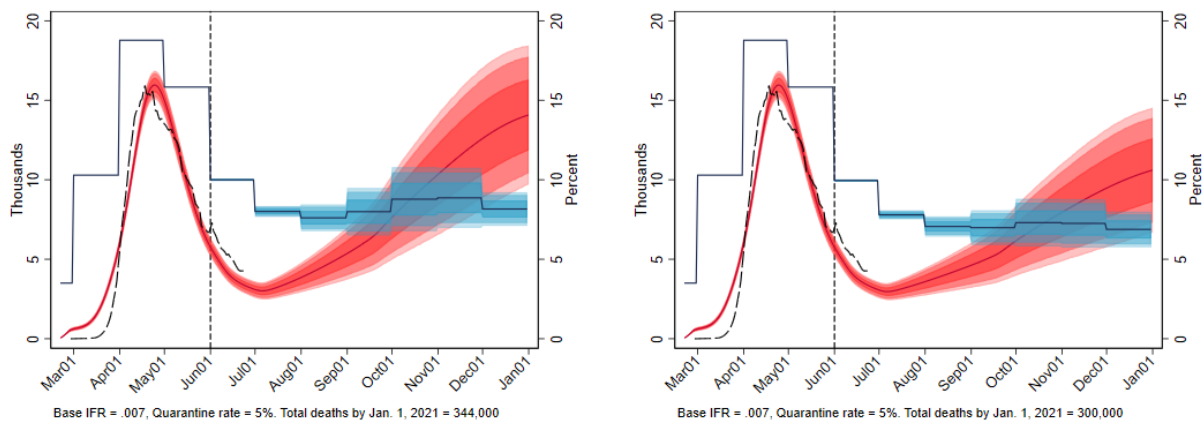 20
15
10
5
0
Thousands
20
15
10
5
0
Percent
Mar01
Apr01
May01
Jun01
Jul01
Aug01
Sep01
Oct01
Nov01
Dec01
Jan01
Base IFR = .007, Quarantine rate = 5%. Total deaths by Jan. 1, 2021 = 344,000
20
15
10
5
0
Thousands
20
15
10
5
0
Percent
Mar01
Apr01
May01
Jun01
Jul01
Aug01
Sep01
Oct01
Nov01
Dec01
Jan01
Base IFR = .007, Quarantine rate = 5%. Total deaths by Jan. 1, 2021 = 300,000